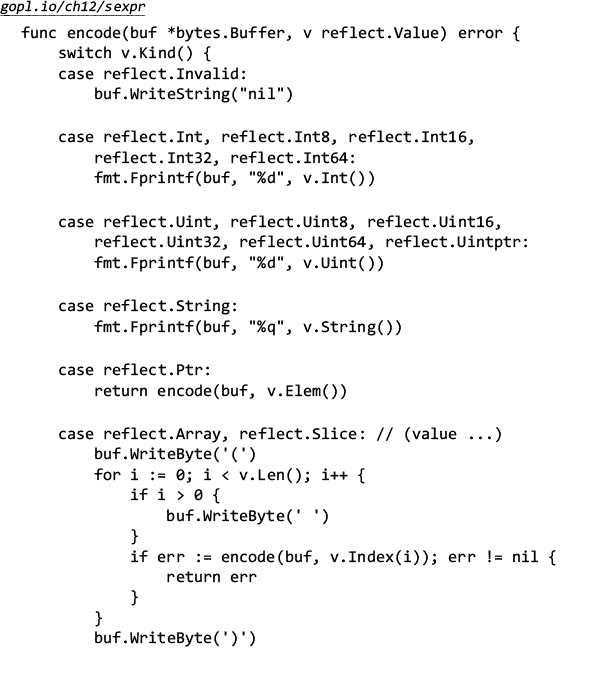 gopl.io/ch12/sexpr
func encode(buf *bytes.Buffer, v reflect.Value) error {
    switch v.Kind() {
    case reflect.Invalid:
        buf.WriteString("nil")

    case reflect.Int, reflect.Int8, reflect.Int16,
        reflect.Int32, reflect.Int64:
        fmt.Fprintf(buf, "%d", v.Int())

    case reflect.Uint, reflect.Uint8, reflect.Uint16,
        reflect.Uint32, reflect.Uint64, reflect.Uintptr:
        fmt.Fprintf(buf, "%d", v.Uint())

    case reflect.String:
        fmt.Fprintf(buf, "%q", v.String())

    case reflect.Ptr:
        return encode(buf, v.Elem())

    case reflect.Array, reflect.Slice: // (value ...)
        buf.WriteByte('(')
        for i := 0; i < v.Len(); i++ {
            if i > 0 {
                buf.WriteByte(' ')
            }
            if err := encode(buf, v.Index(i)); err != nil {
                return err
            }
        }
        buf.WriteByte(')')